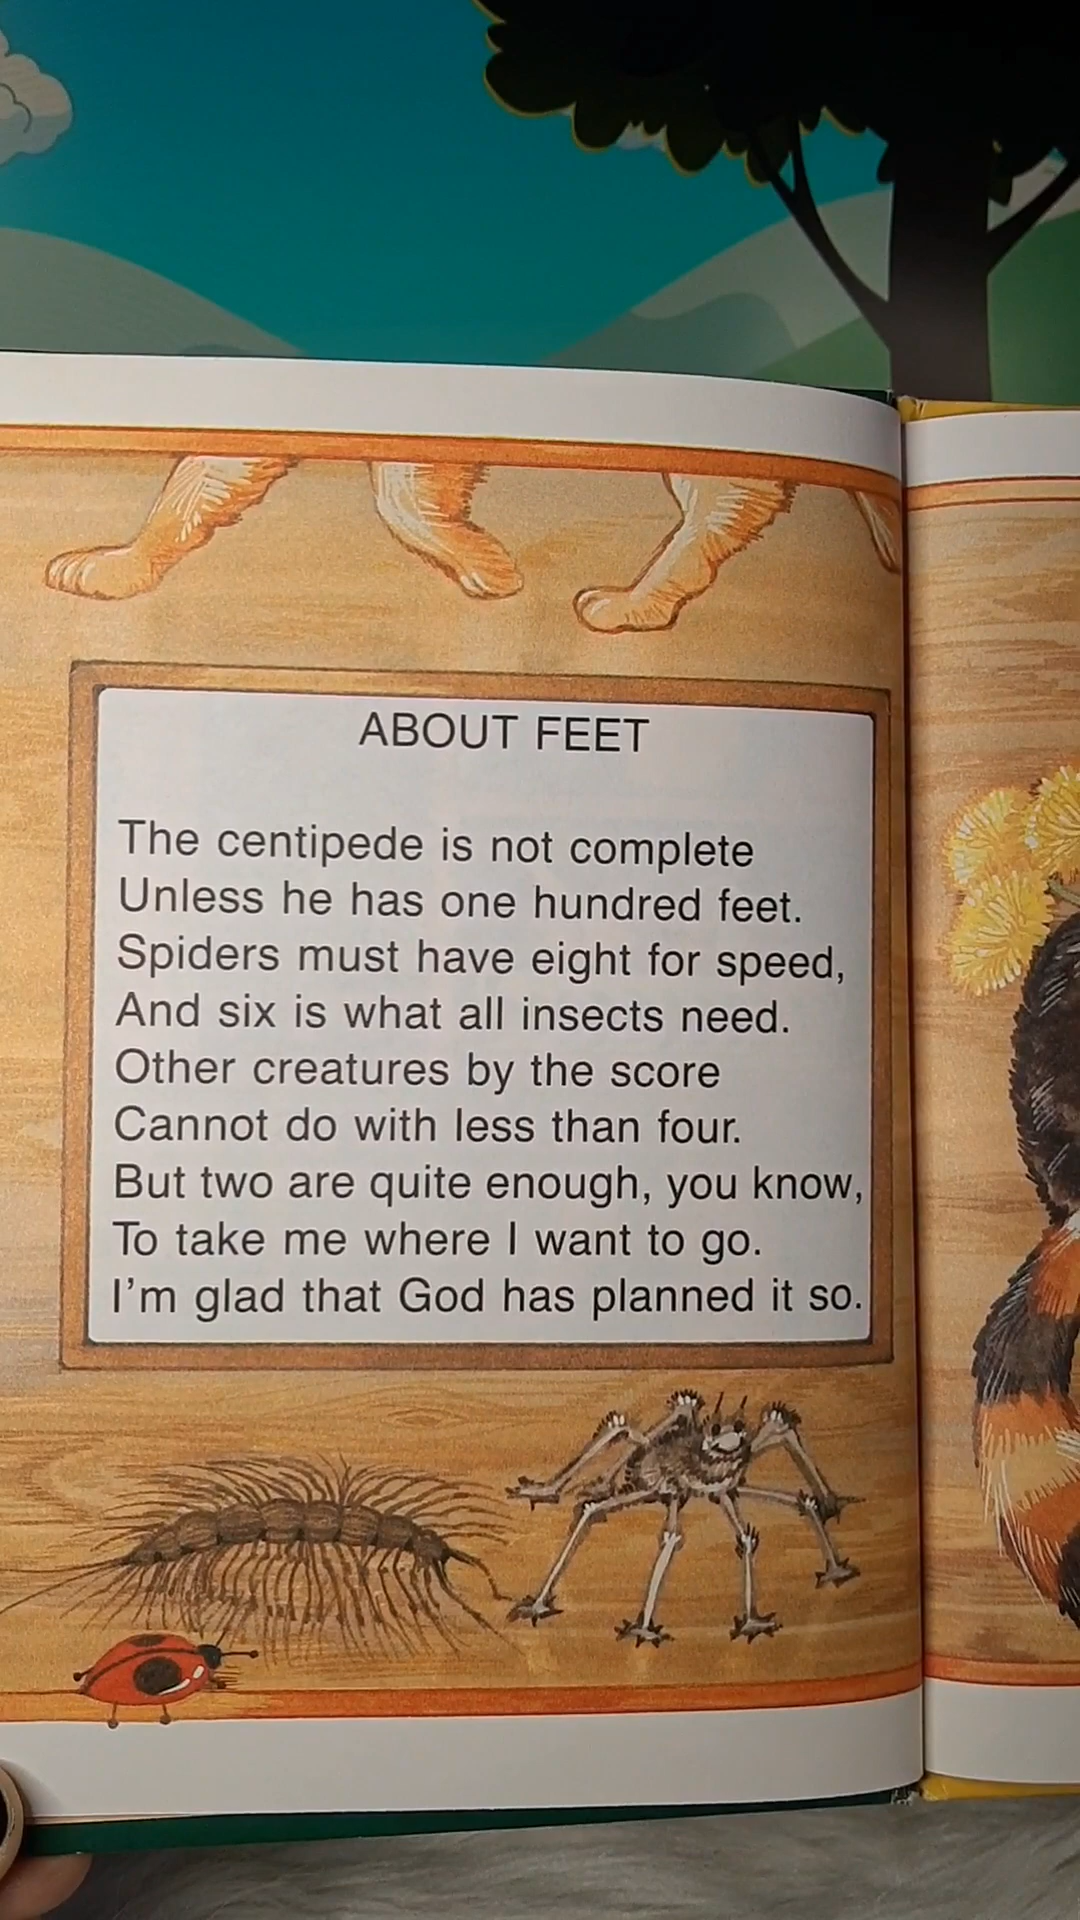 ABOUT FEET
The centipede is not complete
Unless he has one hundred feet.
Spiders must have eight for speed,
And six is what all insects need.
Other creatures by the score
Cannot do with less than four.
But two are quite enough, you know,
To take me where I want to go.
I'm glad that God has planned it so.